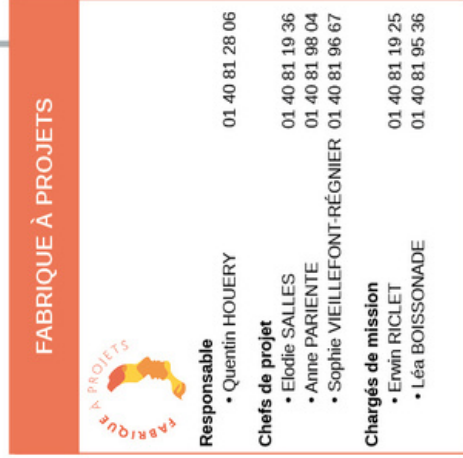 FABRIQUE À PROJETS
FABRIQUE À PROJETS
Responsable
• Quentin HOUERY 01 40 81 28 06
Chefs de projet
• Elodie SALLES 01 40 81 19 36
• Anne PARIENTE 01 40 81 98 04
• Sophie VIEILLEFONT-RÉGNIER 01 40 81 96 67
Chargés de mission
• Erwin RICLET 01 40 81 19 25
• Léa BOISSONADE 01 40 81 95 36